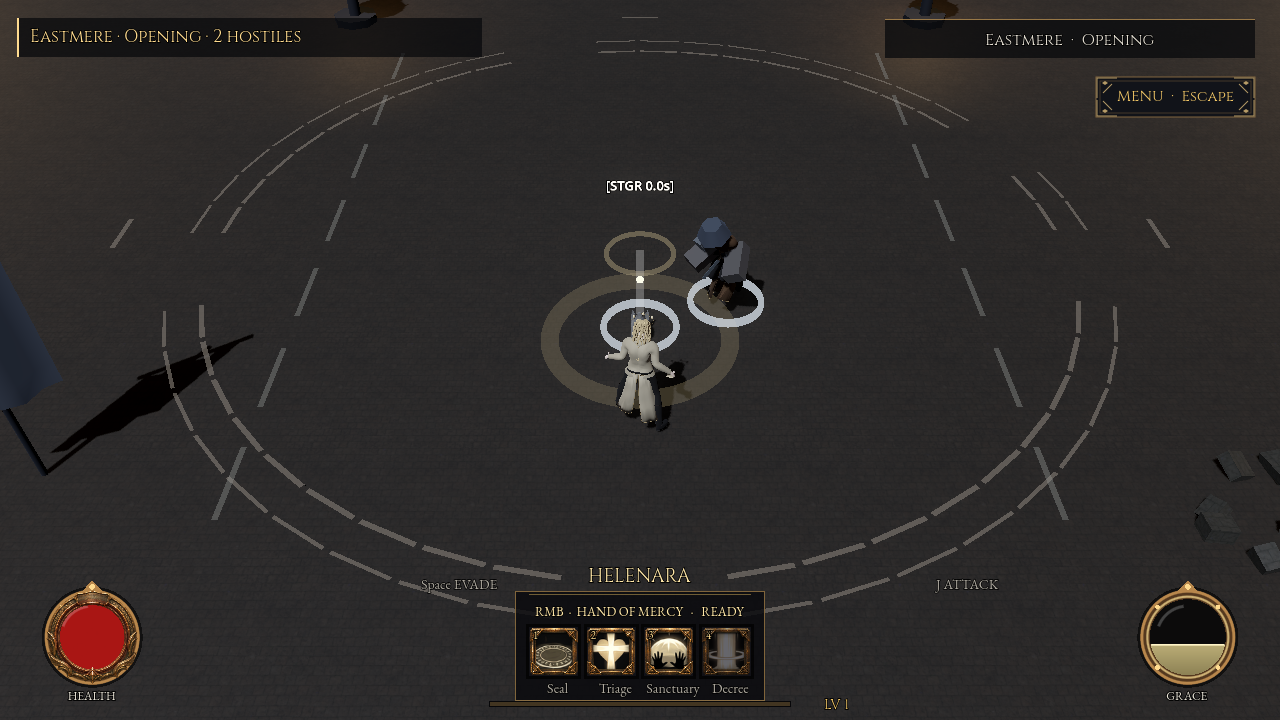 EASTMERE · OPENING · 2 HOSTILES
EASTMERE · OPENING
MENU · ESCAPE
[STGR 0.0s]
HELENARA
Space EVADE
J ATTACK
RMB · HAND OF MERCY · READY
1 2 3 4
Seal Triage Sanctuary Decree
HEALTH
GRACE
LV 1